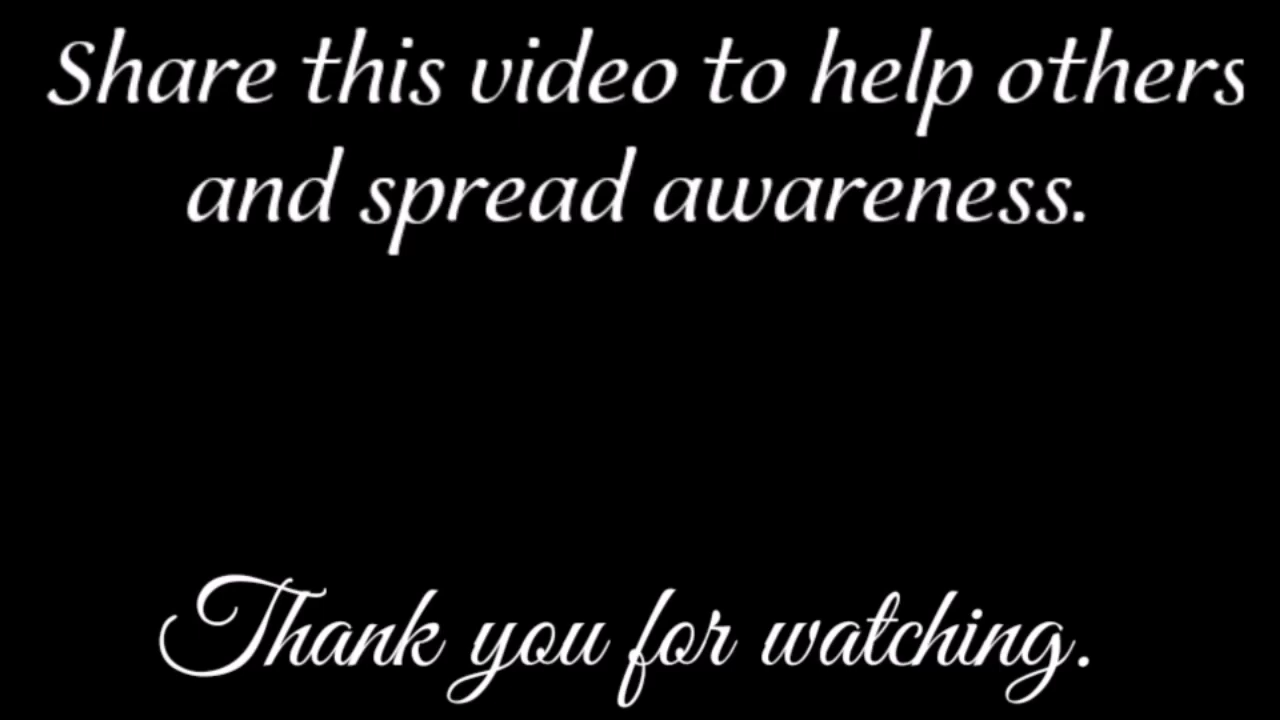 Share this video to help others
and spread awareness.
Thank you for watching.